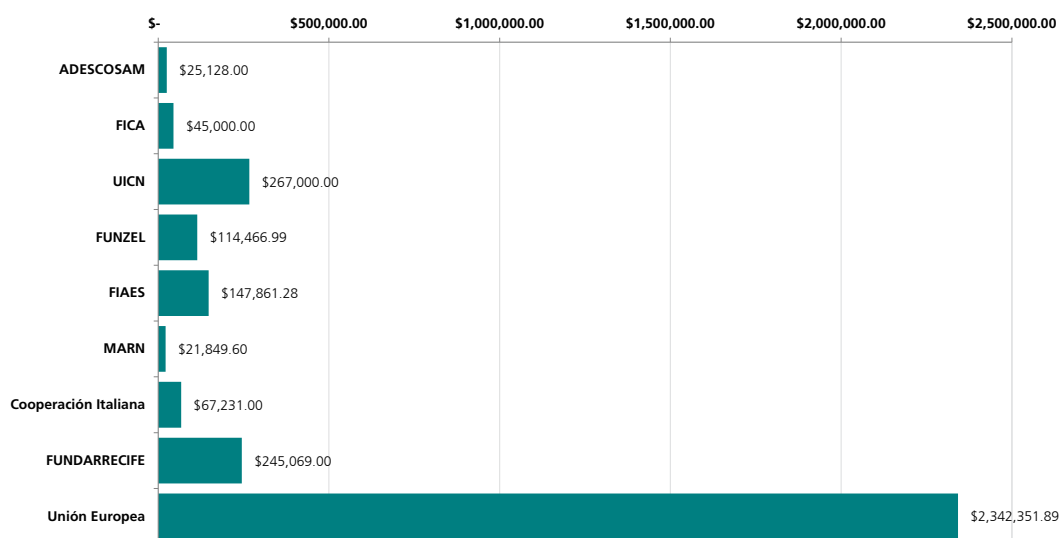 $- $500,000.00 $1,000,000.00 $1,500,000.00 $2,000,000.00 $2,500,000.00
ADESCOSAM $25,128.00
FICA $45,000.00
UICN $267,000.00
FUNZEL $114,466.99
FIAES $147,861.28
MARN $21,849.60
Cooperación Italiana $67,231.00
FUNDARRECIFE $245,069.00
Unión Europea $2,342,351.89